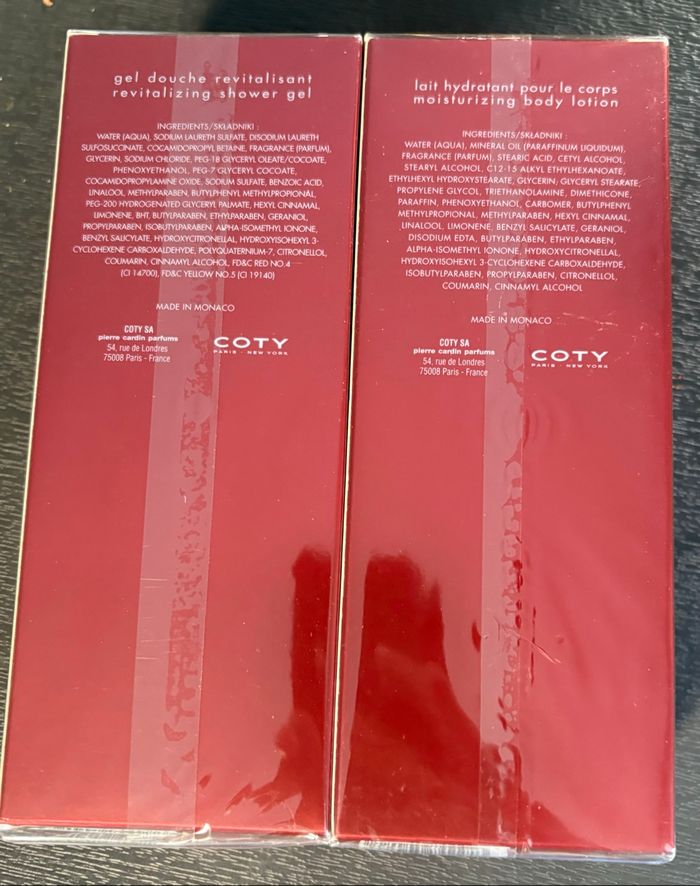 gel douche revitalisant
revitalizing shower gel
INGREDIENTS/SKŁADNIKI :
WATER (AQUA), SODIUM LAURETH SULFATE, DISODIUM LAURETH
SULFOSUCCINATE, COCAMIDOPROPYL BETAINE, FRAGRANCE (PARFUM),
GLYCERIN, SODIUM CHLORIDE, PEG-18 GLYCERYL OLEATE/COCOATE,
PHENOXYETHANOL, PEG-7 GLYCERYL COCOATE,
COCAMIDOPROPYLAMINE OXIDE, SODIUM SULFATE, BENZOIC ACID,
LINALOOL, METHYLPARABEN, BUTYLPHENYL METHYLPROPIONAL,
PEG-200 HYDROGENATED GLYCERYL PALMATE, HEXYL CINNAMAL,
LIMONENE, BHT, BUTYLPARABEN, ETHYLPARABEN, GERANIOL,
PROPYLPARABEN, ISOBUTYLPARABEN, ALPHA-ISOMETHYL IONONE,
BENZYL SALICYLATE, HYDROXYCITRONELLAL, HYDROXYISOHEXYL 3-
CYCLOHEXENE CARBOXALDEHYDE, POLYQUATERNIUM-7, CITRONELLOL,
COUMARIN, CINNAMYL ALCOHOL, FD&C RED NO.4
(CI 14700), FD&C YELLOW NO.5 (CI 19140)
MADE IN MONACO
COTY SA
pierre cardin parfums
54, rue de Londres
75008 Paris - France
COTY
PARIS - NEW YORK
lait hydratant pour le corps
moisturizing body lotion
INGREDIENTS/SKŁADNIKI :
WATER (AQUA), MINERAL OIL (PARAFFINUM LIQUIDUM),
FRAGRANCE (PARFUM), STEARIC ACID, CETYL ALCOHOL,
STEARYL ALCOHOL, C12-15 ALKYL ETHYLHEXANOATE,
ETHYLHEXYL HYDROXYSTEARATE, GLYCERIN, GLYCERYL STEARATE,
PROPYLENE GLYCOL, TRIETHANOLAMINE, DIMETHICONE,
PARAFFIN, PHENOXYETHANOL, CARBOMER, BUTYLPHENYL
METHYLPROPIONAL, METHYLPARABEN, HEXYL CINNAMAL,
LINALOOL, LIMONENE, BENZYL SALICYLATE, GERANIOL,
DISODIUM EDTA, BUTYLPARABEN, ETHYLPARABEN,
ALPHA-ISOMETHYL IONONE, HYDROXYCITRONELLAL,
HYDROXYISOHEXYL 3-CYCLOHEXENE CARBOXALDEHYDE,
ISOBUTYLPARABEN, PROPYLPARABEN, CITRONELLOL,
COUMARIN, CINNAMYL ALCOHOL
MADE IN MONACO
COTY SA
pierre cardin parfums
54, rue de Londres
75008 Paris - France
COTY
PARIS - NEW YORK